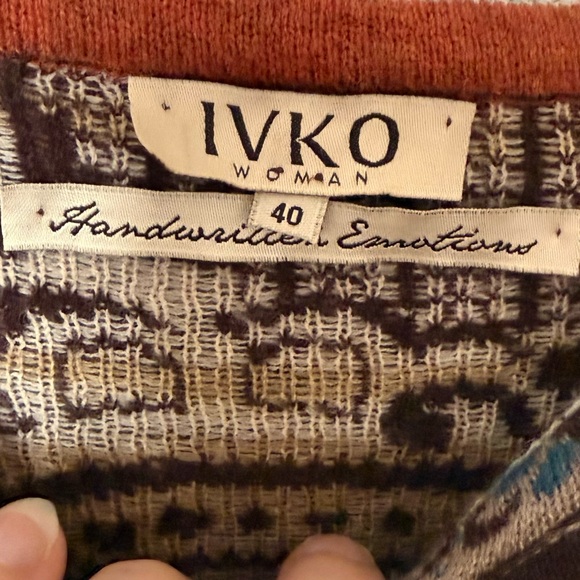 IVKO
WOMAN
40
Handwritten Emotions